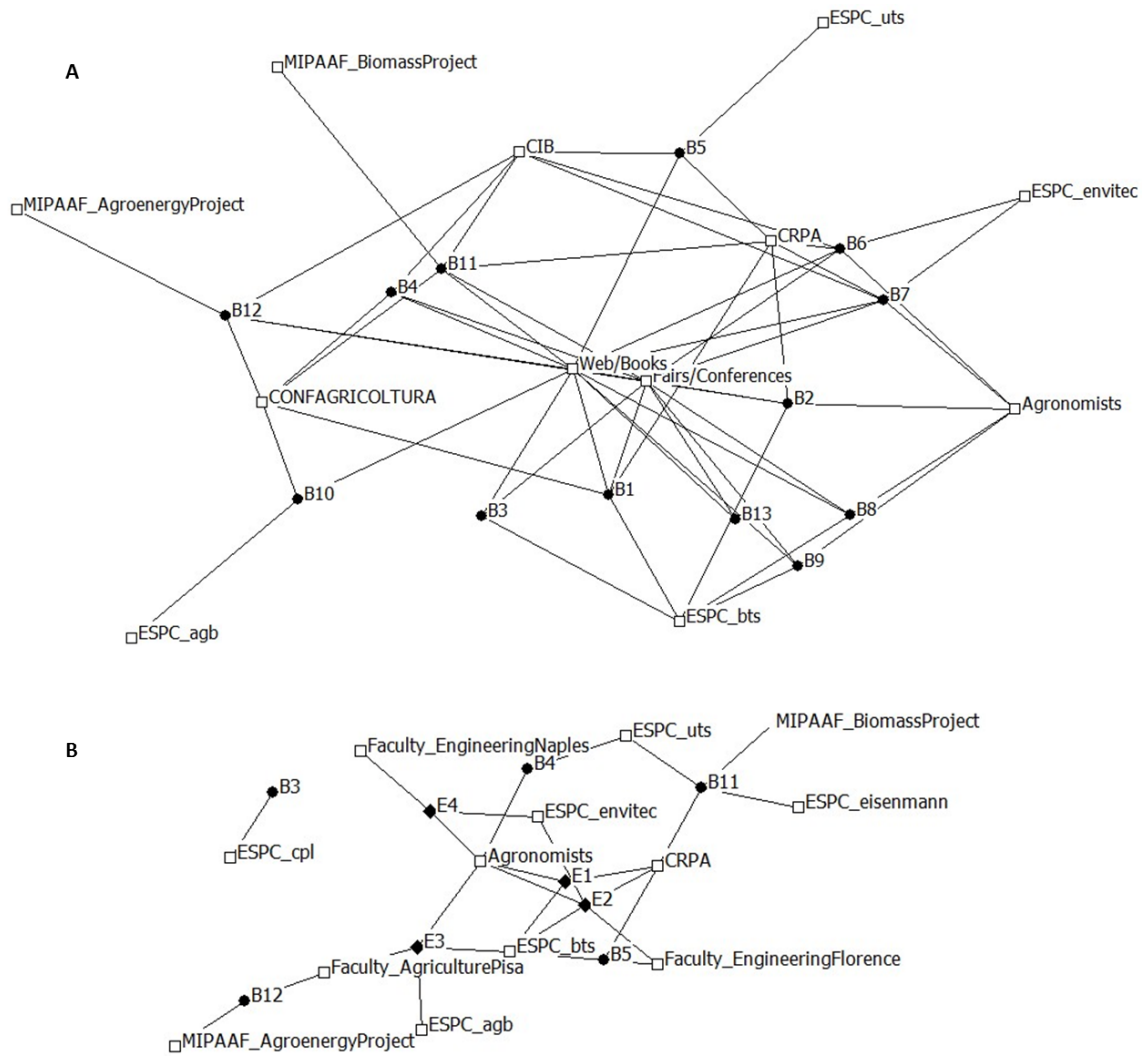 ESPC_uts
A
MIPAAF_BiomassProject
CIB
B5
ESPC_envitec
MIPAAF_AgroenergyProject
CRPA
B6
B11
B4
B7
B12
Web/Books
Fairs/Conferences
CONFAGRICOLTURA
B2
Agronomists
B10
B1
B3
B13
B8
B9
ESPC_bts
ESPC_agb
B
MIPAAF_BiomassProject
ESPC_uts
Faculty_EngineeringNaples
B4
B3
B11
ESPC_eisenmann
E4
ESPC_envitec
ESPC_cpl
Agronomists
CRPA
E1
E2
E3
ESPC_bts
B5
Faculty_EngineeringFlorence
Faculty_AgriculturePisa
B12
ESPC_agb
MIPAAF_AgroenergyProject